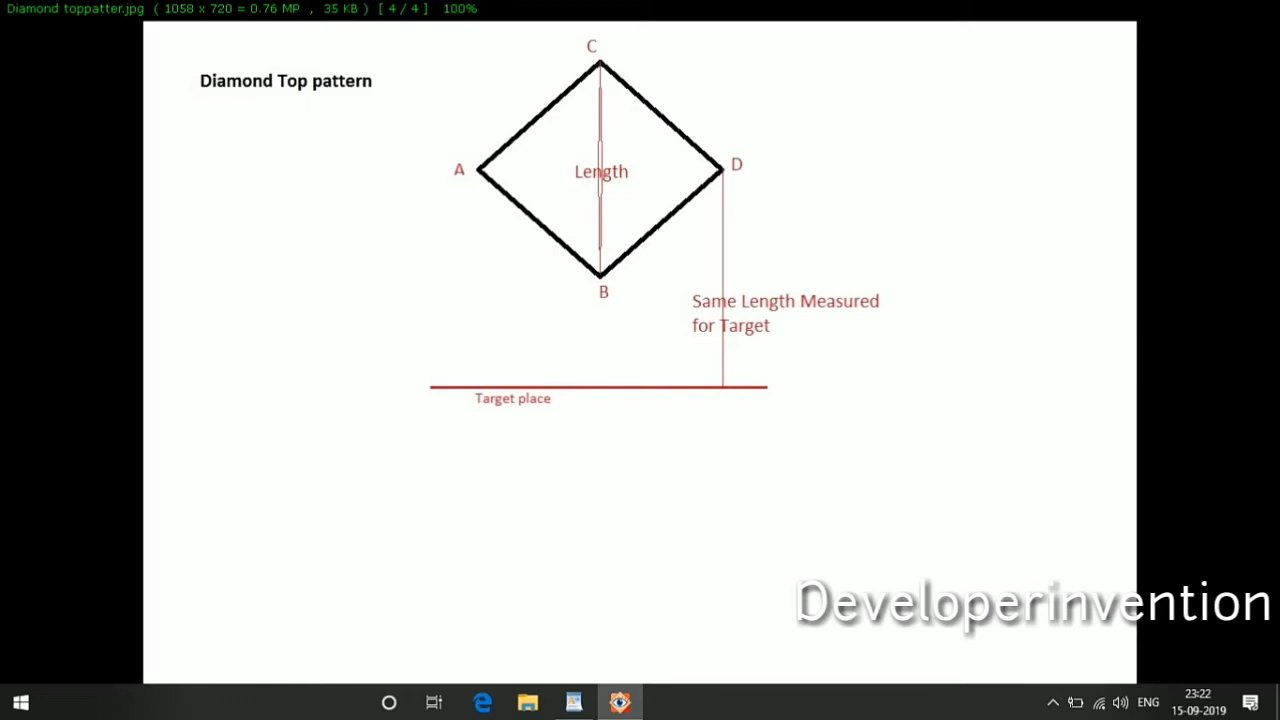 Diamond toppatter.jpg ( 1058 x 720 = 0.76 MP , 35 KB ) [ 4 / 4 ] 100%
C
Diamond Top pattern
A
D
Length
B
Same Length Measured
for Target
Target place
Developerinvention
ENG
23:22
15-09-2019